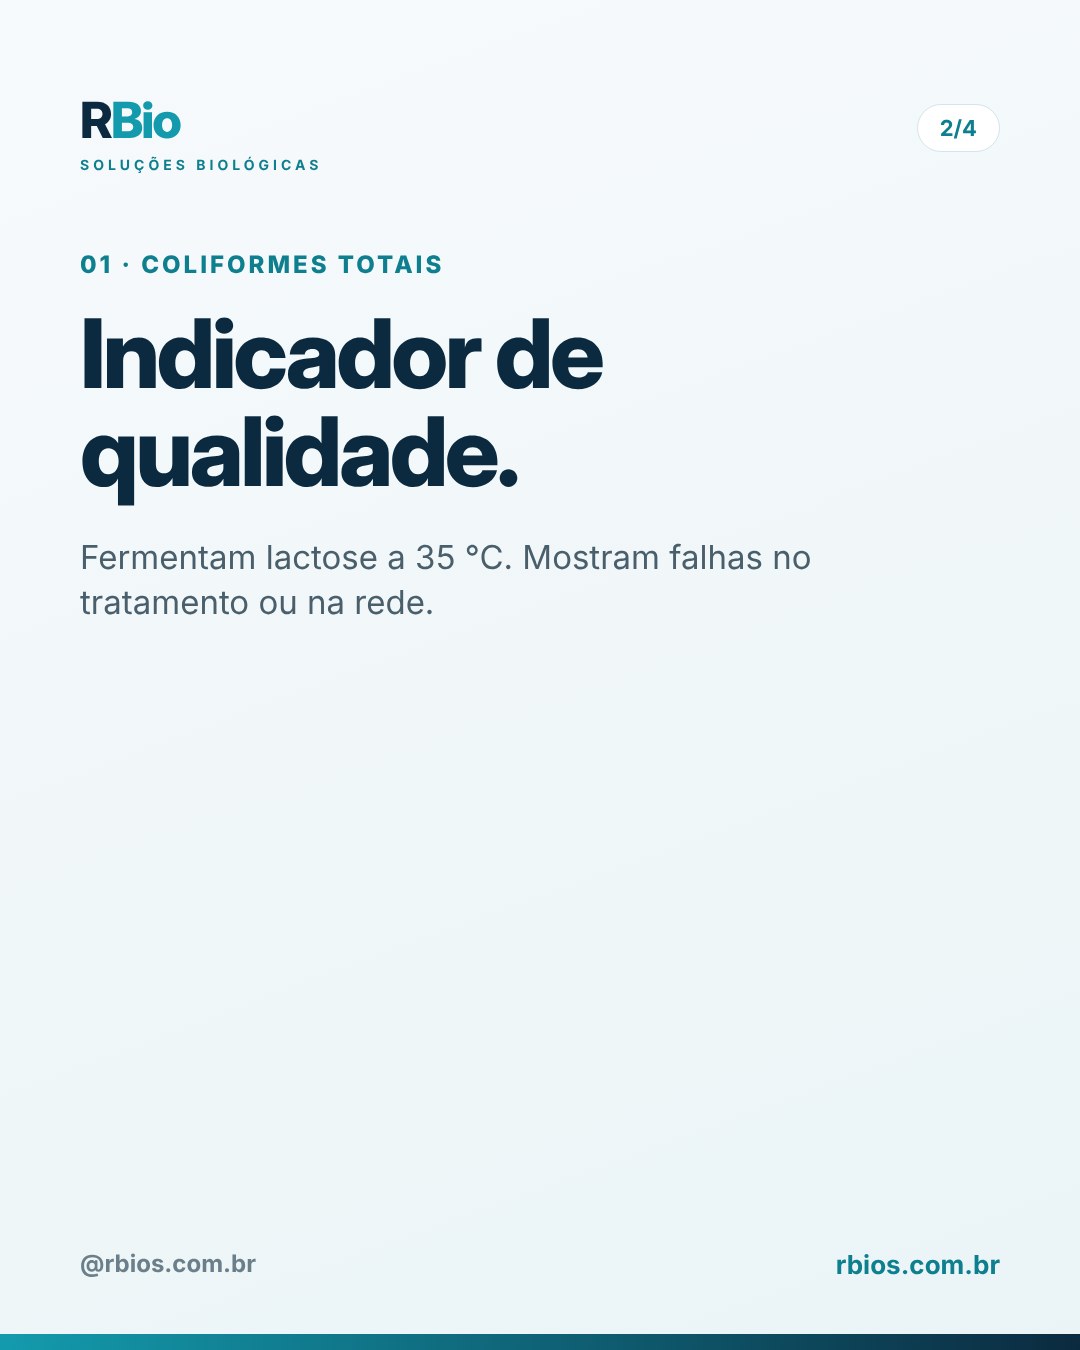 RBio
SOLUÇÕES BIOLÓGICAS
2/4
01 · COLIFORMES TOTAIS
Indicador de
qualidade.
Fermentam lactose a 35 °C. Mostram falhas no
tratamento ou na rede.
@rbios.com.br
rbios.com.br